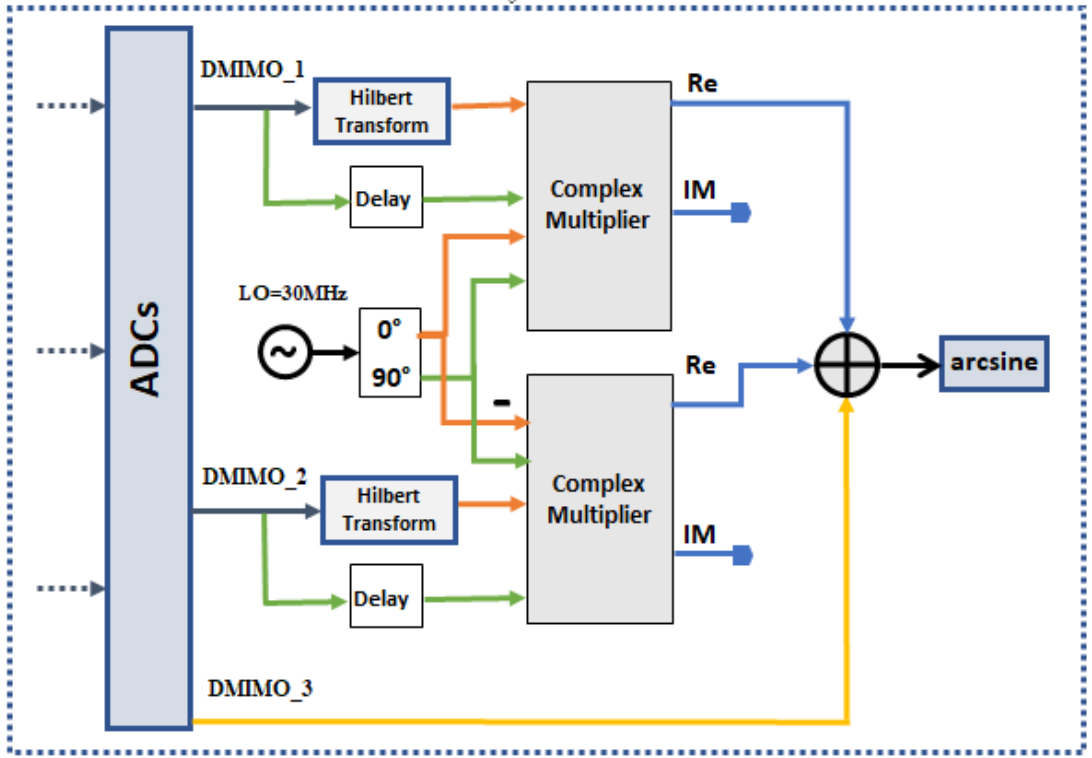 DMIMO_1
Hilbert
Transform
Re
Delay
Complex
Multiplier
IM
ADCs
LO=30MHz
0°
90°
-
Re
arcsine
DMIMO_2
Hilbert
Transform
Complex
Multiplier
IM
Delay
DMIMO_3